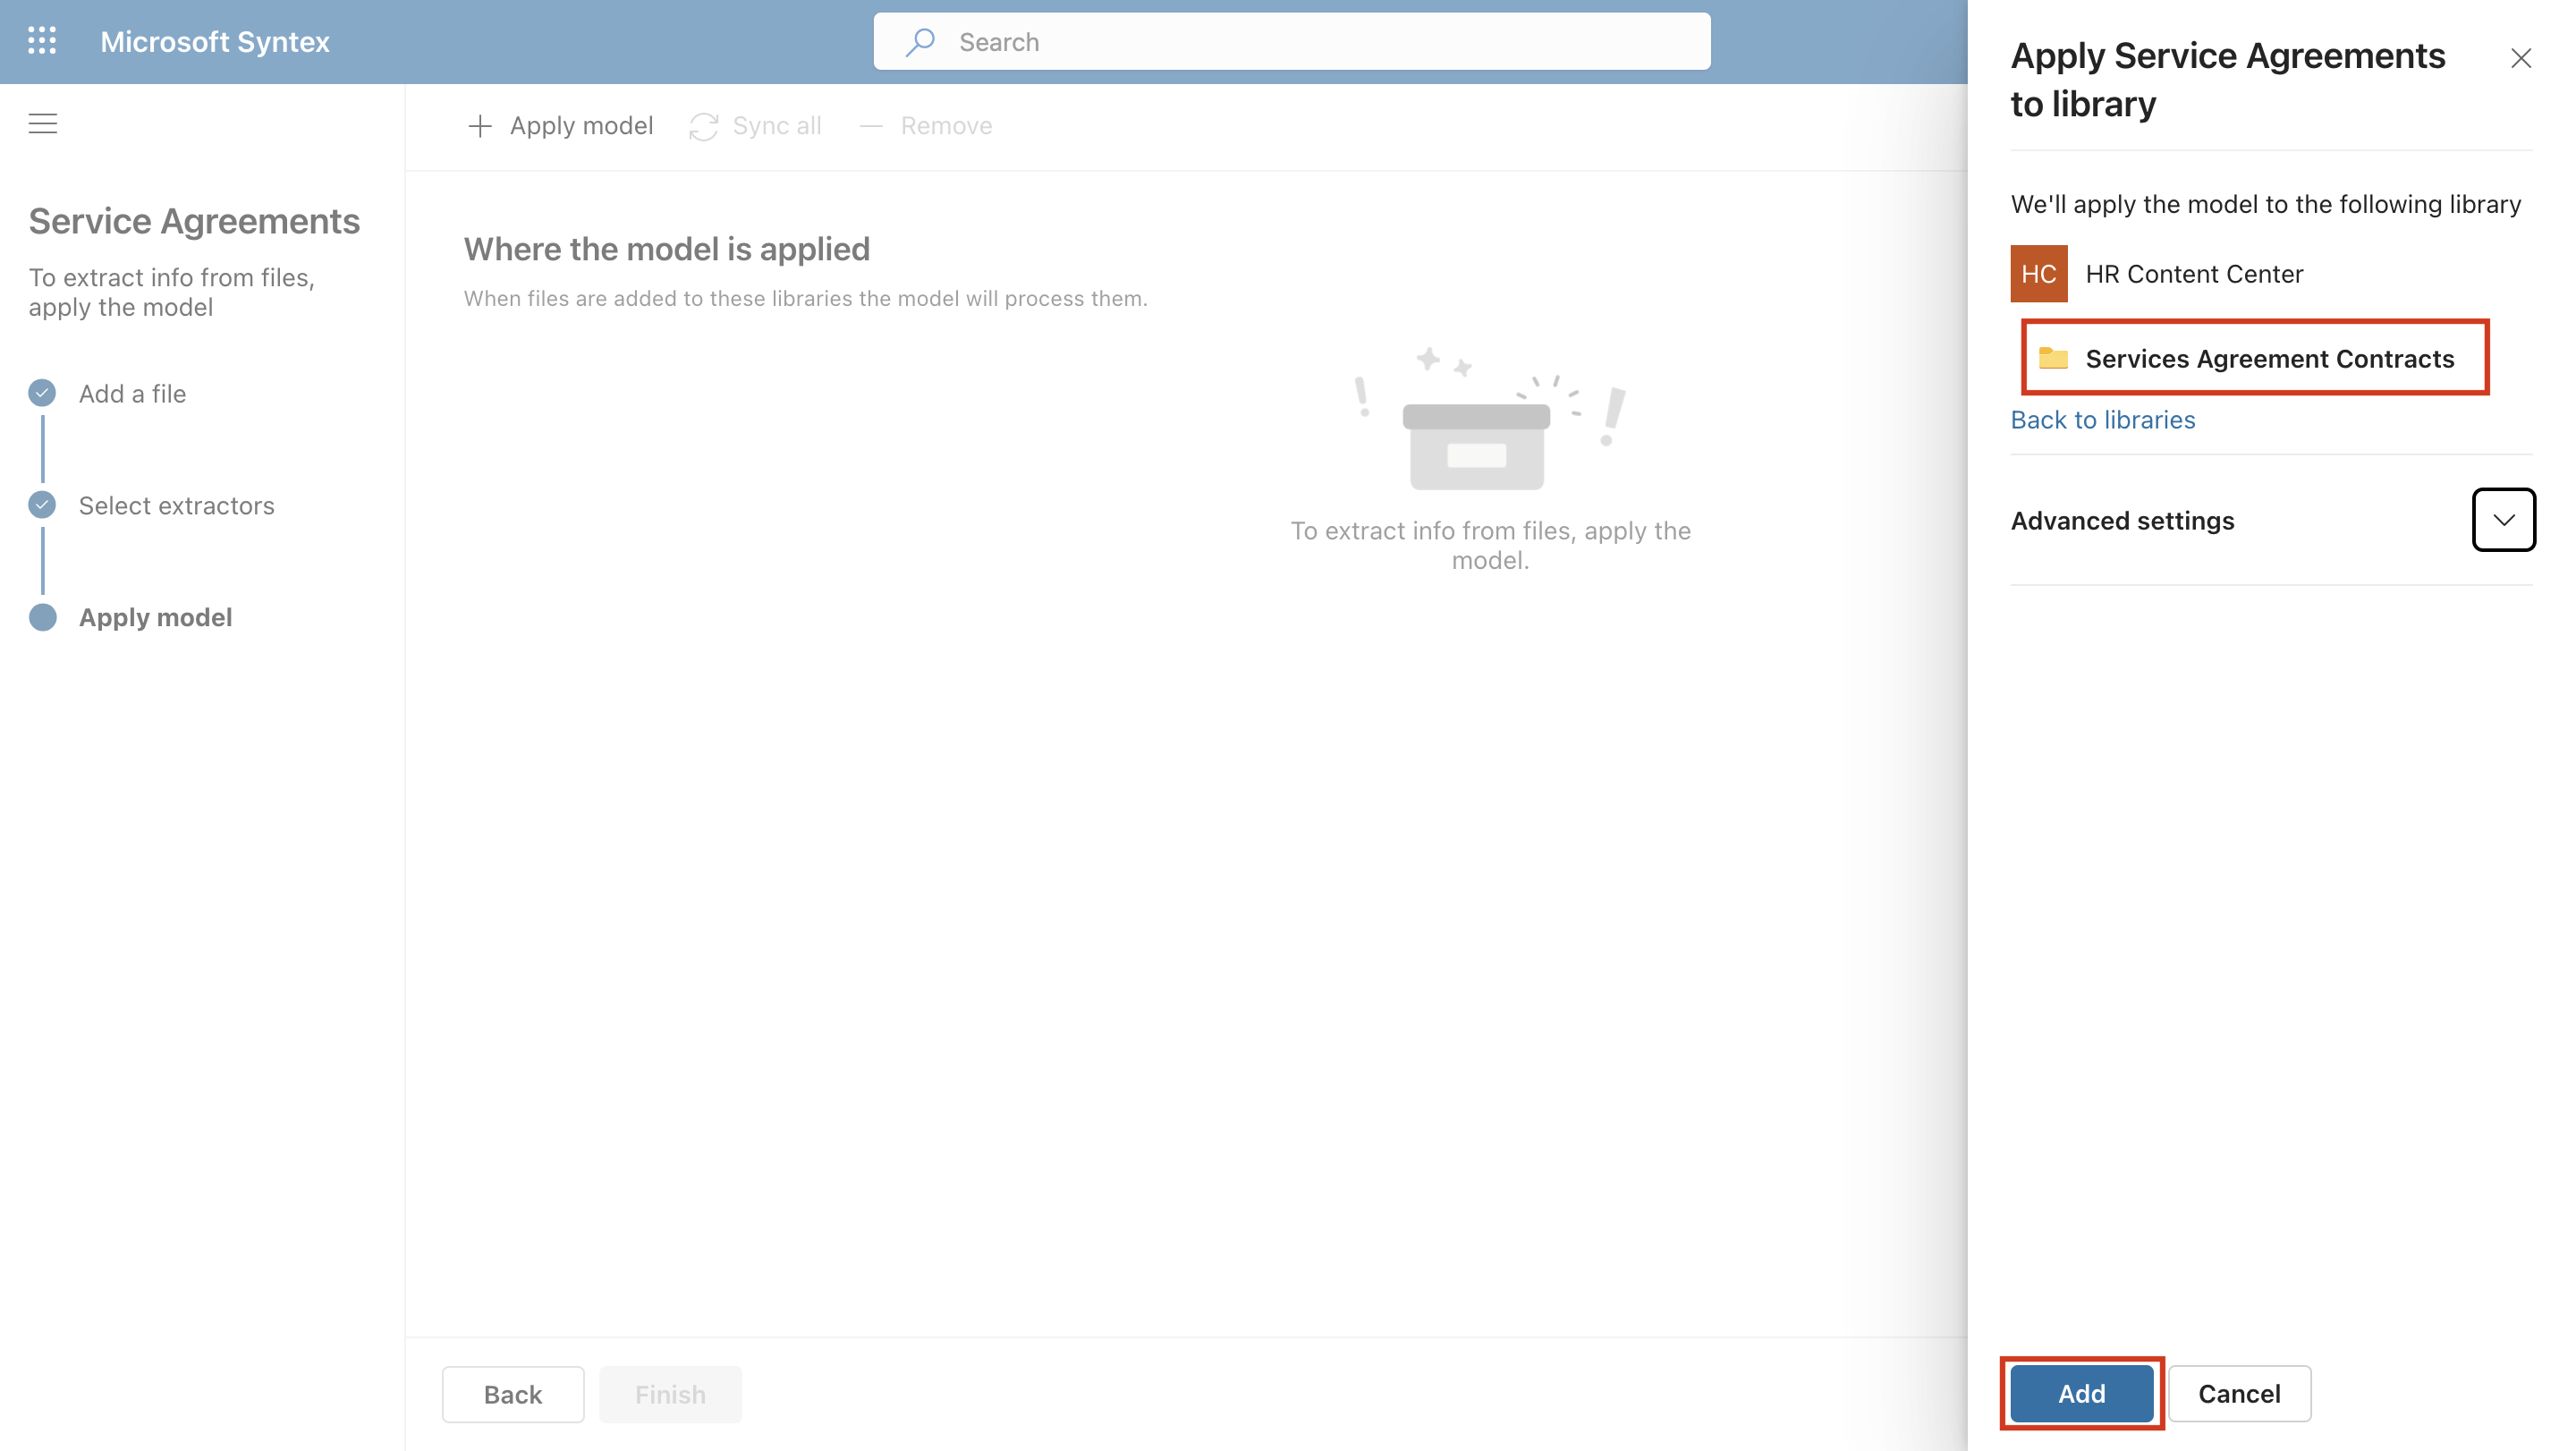 Microsoft Syntex
Search
Apply Service Agreements
to library
Apply model
Sync all
Remove
Service Agreements
To extract info from files,
apply the model
Add a file
Select extractors
Apply model
Where the model is applied
When files are added to these libraries the model will process them.
To extract info from files, apply the
model.
We'll apply the model to the following library
HC
HR Content Center
Services Agreement Contracts
Back to libraries
Advanced settings
Back
Finish
Add
Cancel